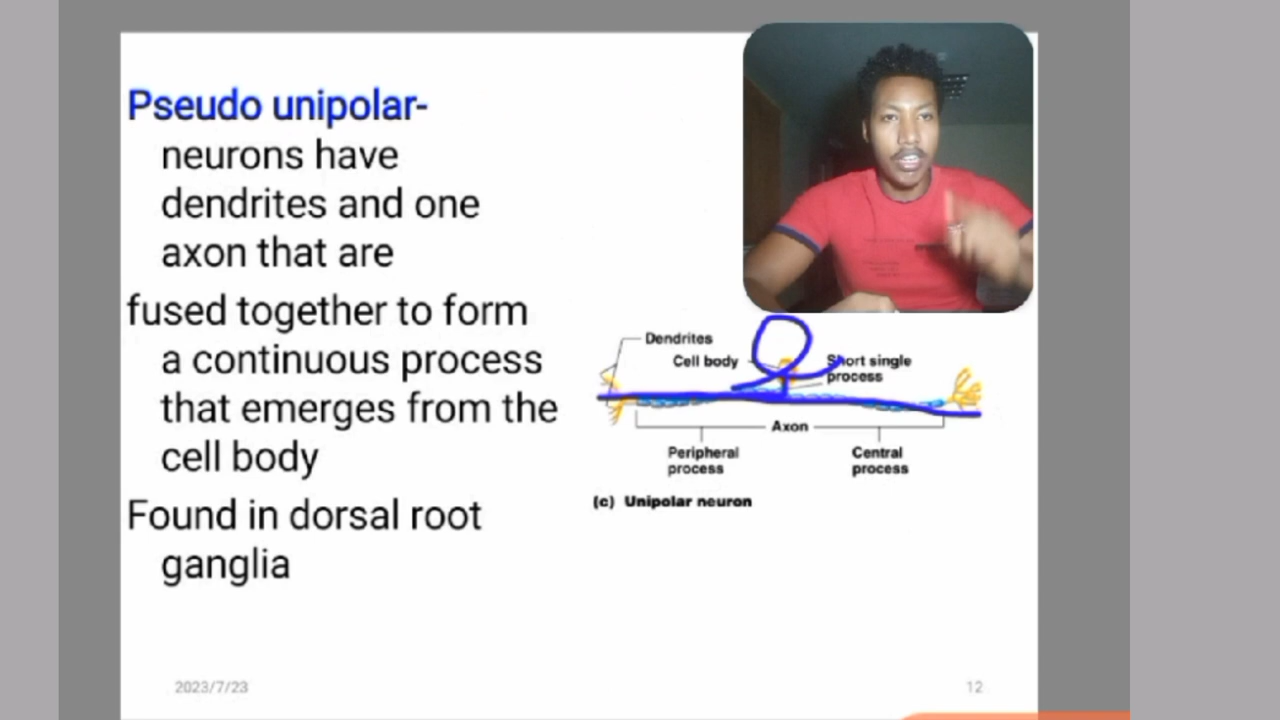 Pseudo unipolar-
neurons have
dendrites and one
axon that are
fused together to form
a continuous process
that emerges from the
cell body
Found in dorsal root
ganglia
Dendrites
Cell body
Short single
process
Axon
Peripheral
process
Central
process
(c) Unipolar neuron
2023/7/23
12